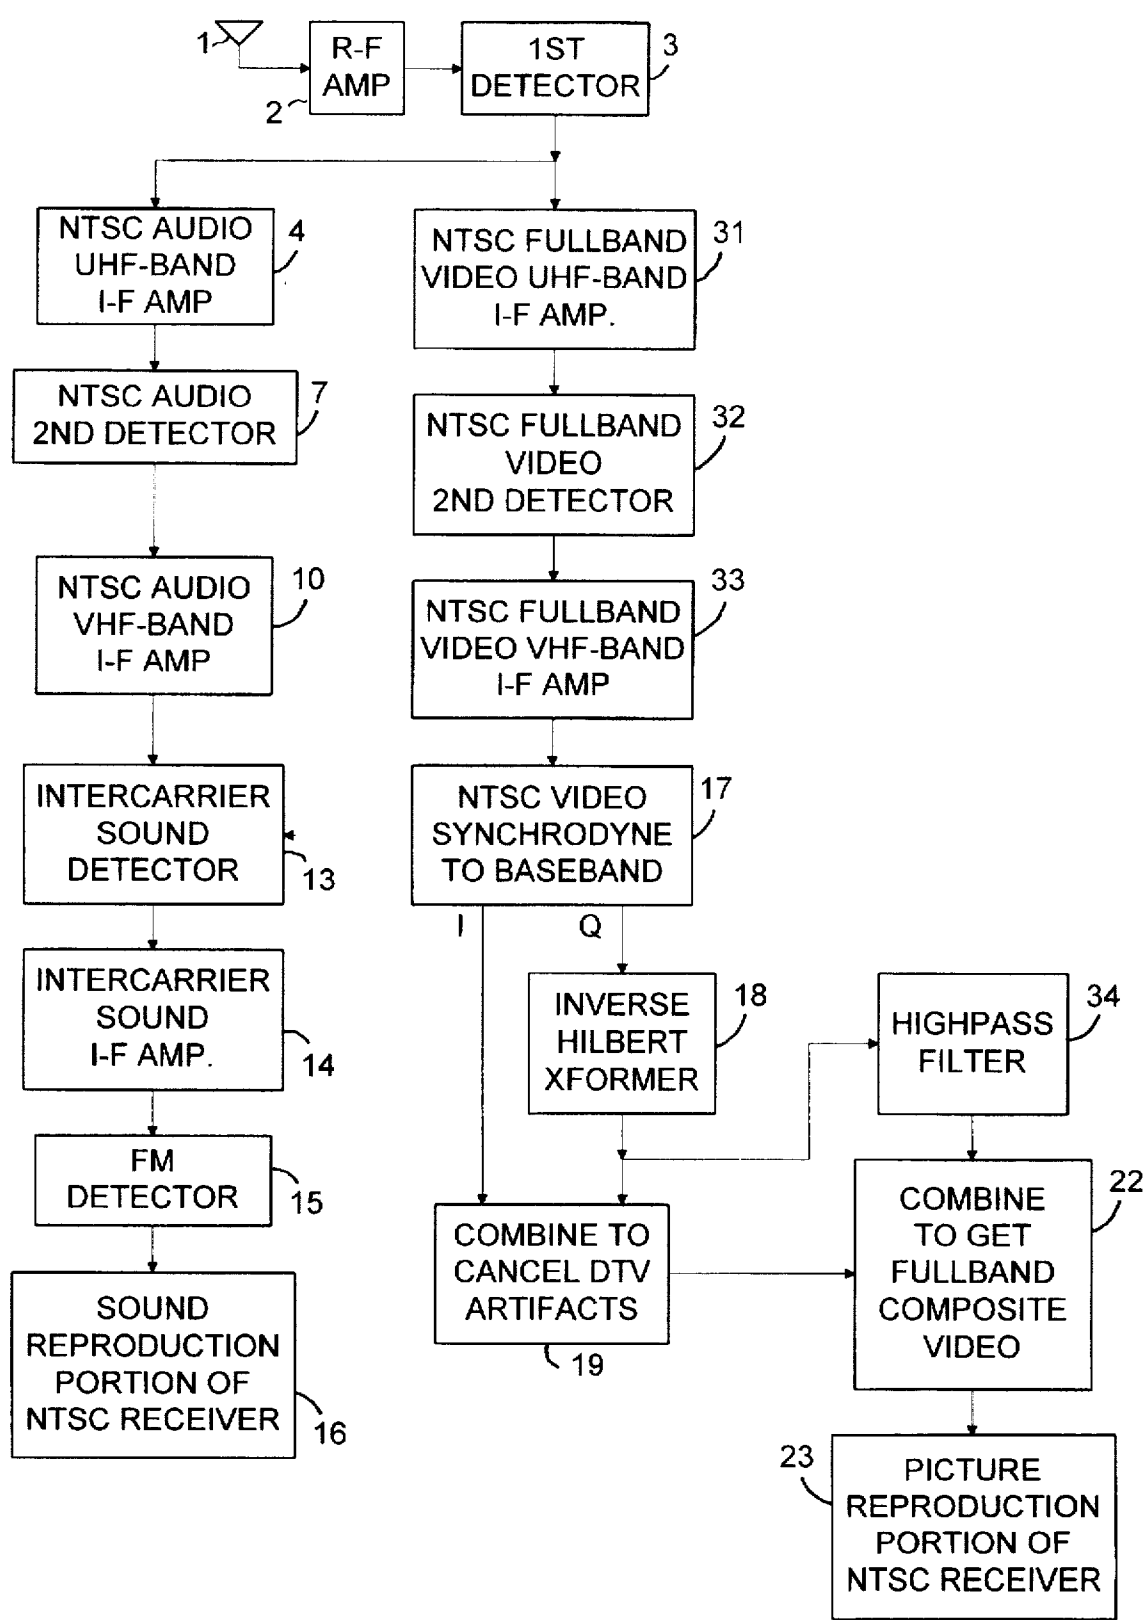 1
R-F
AMP
2
1ST
DETECTOR
3
NTSC AUDIO
UHF-BAND
I-F AMP
4
NTSC FULLBAND
VIDEO UHF-BAND
I-F AMP.
31
NTSC AUDIO
2ND DETECTOR
7
NTSC FULLBAND
VIDEO
2ND DETECTOR
32
NTSC AUDIO
VHF-BAND
I-F AMP
10
NTSC FULLBAND
VIDEO VHF-BAND
I-F AMP
33
INTERCARRIER
SOUND
DETECTOR
13
NTSC VIDEO
SYNCHRODYNE
TO BASEBAND
17
I
Q
INTERCARRIER
SOUND
I-F AMP.
14
INVERSE
HILBERT
XFORMER
18
HIGHPASS
FILTER
34
FM
DETECTOR
15
COMBINE TO
CANCEL DTV
ARTIFACTS
19
COMBINE
TO GET
FULLBAND
COMPOSITE
VIDEO
22
SOUND
REPRODUCTION
PORTION OF
NTSC RECEIVER
16
23
PICTURE
REPRODUCTION
PORTION OF
NTSC RECEIVER